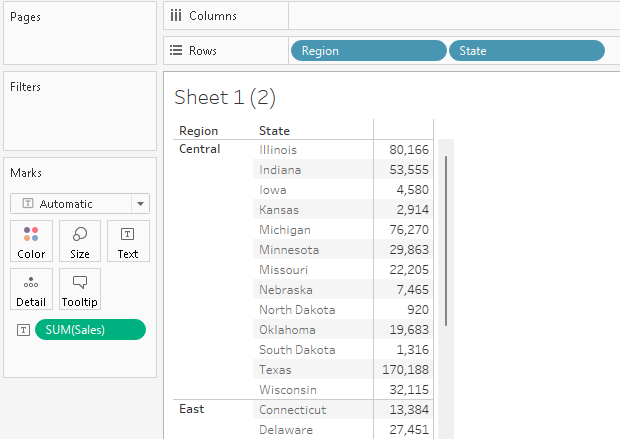 Pages
Columns
Rows Region State
Filters
Sheet 1 (2)
Region State
Central Illinois 80,166
Indiana 53,555
Iowa 4,580
Kansas 2,914
Michigan 76,270
Minnesota 29,863
Missouri 22,205
Nebraska 7,465
North Dakota 920
Oklahoma 19,683
South Dakota 1,316
Texas 170,188
Wisconsin 32,115
East Connecticut 13,384
Delaware 27,451
Marks
T Automatic
Color Size T Text
Detail Tooltip
T SUM(Sales)